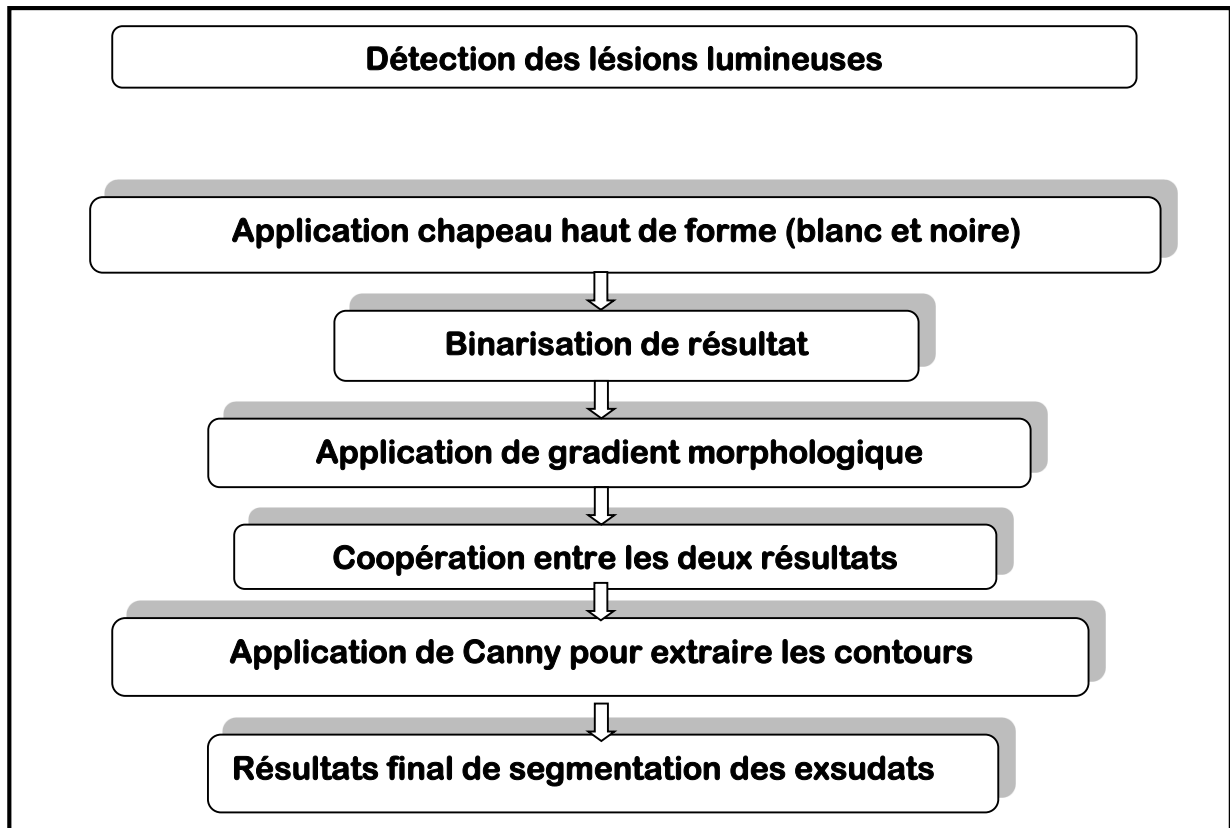 Détection des lésions lumineuses
Application chapeau haut de forme (blanc et noire)
Binarisation de résultat
Application de gradient morphologique
Coopération entre les deux résultats
Application de Canny pour extraire les contours
Résultats final de segmentation des exsudats